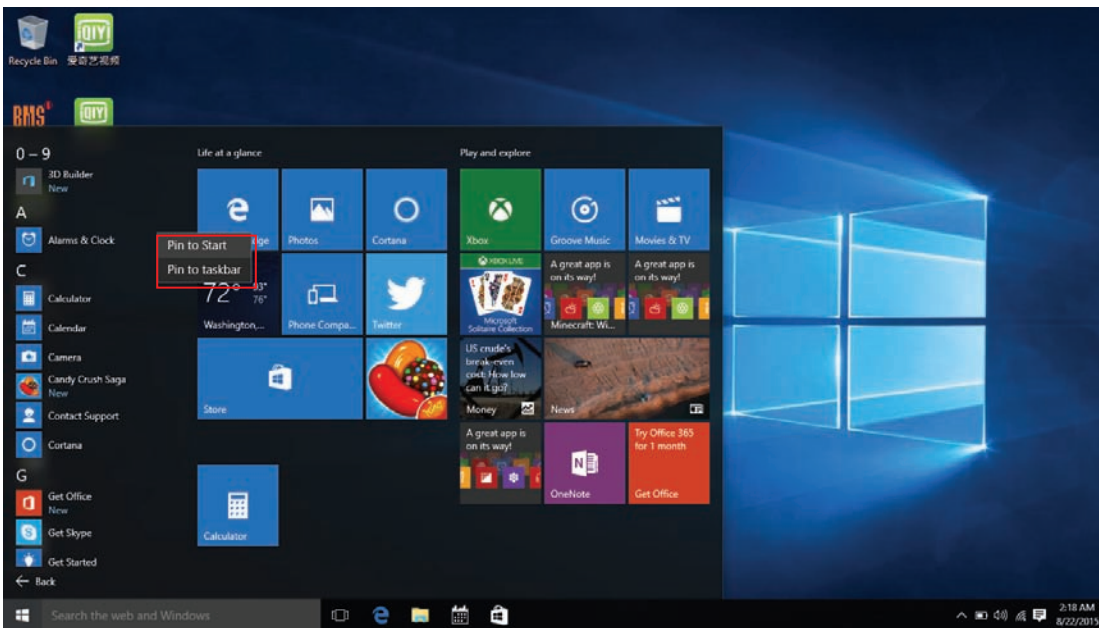 Recycle Bin
爱奇艺视频
QIY
BMS
QIY
0 – 9
3D Builder
New
A
Alarms & Clock
C
Calculator
Calendar
Camera
Candy Crush Saga
New
Contact Support
Cortana
G
Get Office
New
Get Skype
Get Started
Back
Pin to Start
Pin to taskbar
Life at a glance
Photos
Cortana
72°
93°
76°
Washington,...
Phone Compa...
Twitter
Store
Calculator
Play and explore
Xbox
Groove Music
Movies & TV
XBOX LIVE
Microsoft
Solitaire Collection
A great app is
on its way!
Minecraft: Wi...
A great app is
on its way!
US crude's
break-even
cost: How low
can it go?
Money
News
A great app is
on its way!
OneNote
Try Office 365
for 1 month
Get Office
Search the web and Windows
2:18 AM
8/22/2015